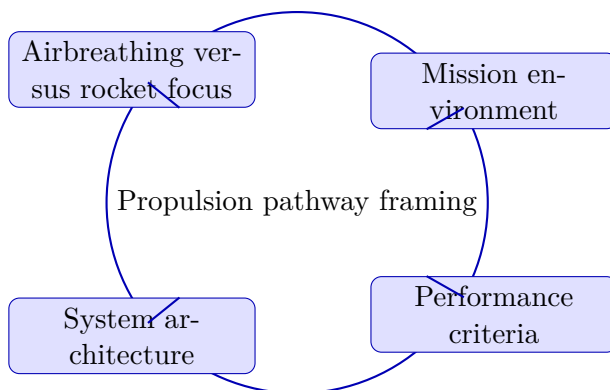 Airbreathing ver-
sus rocket focus
Mission en-
vironment
Propulsion pathway framing
System ar-
chitecture
Performance
criteria